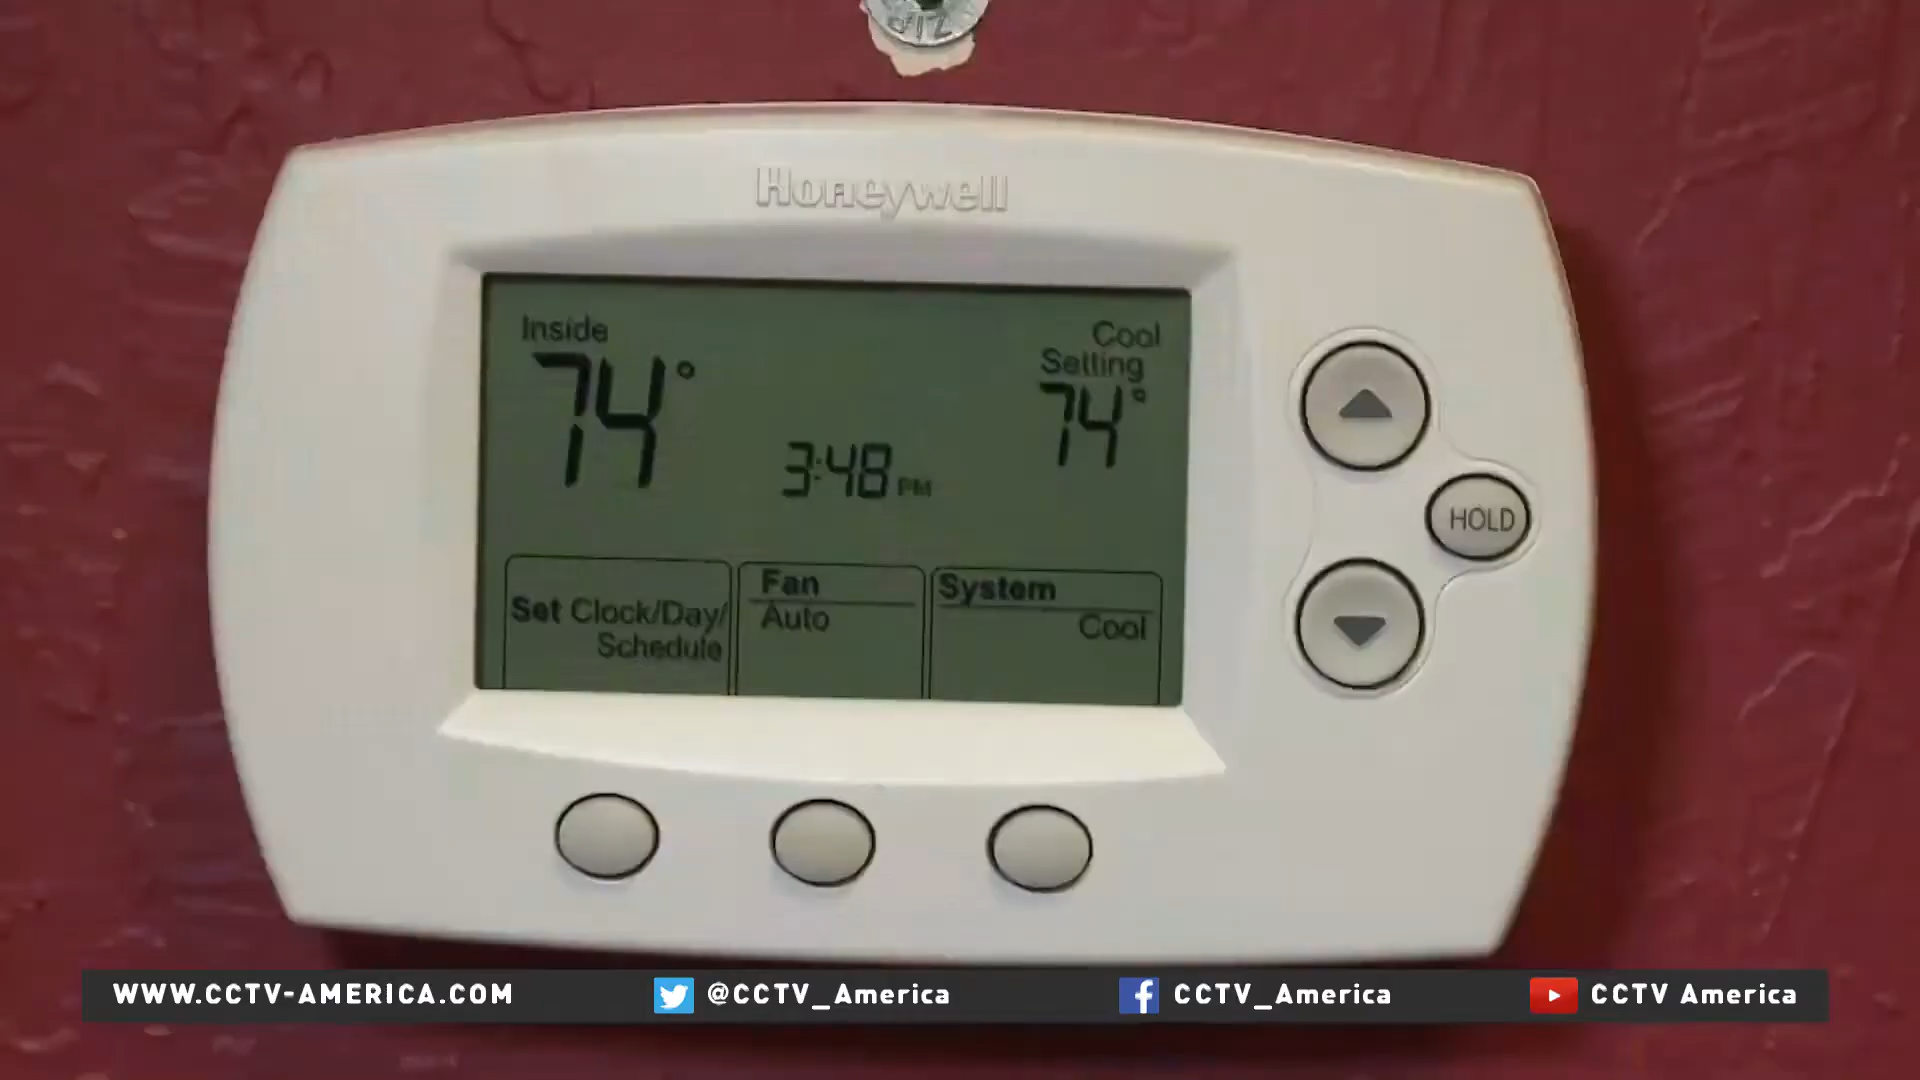 Honeywell
Inside
74°
Cool
Setting
74°
3:48 PM
Set Clock/Day/
Schedule
Fan
Auto
System
Cool
HOLD
WWW.CCTV-AMERICA.COM
@CCTV_America
CCTV_America
CCTV America